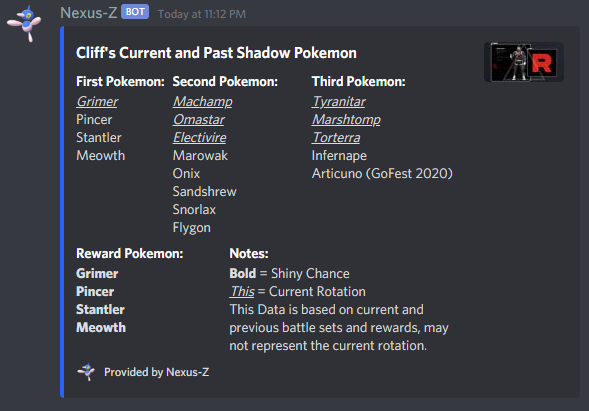 Nexus-Z BOT Today at 11:12 PM
Cliff's Current and Past Shadow Pokemon
First Pokemon: Second Pokemon: Third Pokemon:
Grimer Machamp Tyranitar
Pincer Omastar Marshtomp
Stantler Electivire Torterra
Meowth Marowak Infernape
Onix Articuno (GoFest 2020)
Sandshrew
Snorlax
Flygon
Reward Pokemon: Notes:
Grimer Bold = Shiny Chance
Pincer This = Current Rotation
Stantler This Data is based on current and
Meowth previous battle sets and rewards, may
not represent the current rotation.
Provided by Nexus-Z
R